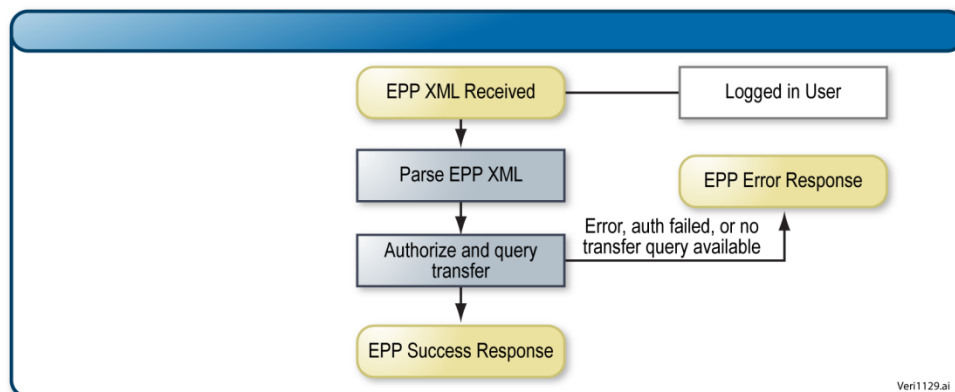 EPP XML Received
Logged in User
Parse EPP XML
EPP Error Response
Error, auth failed, or no
transfer query available
Authorize and query
transfer
EPP Success Response
Veri1129.ai